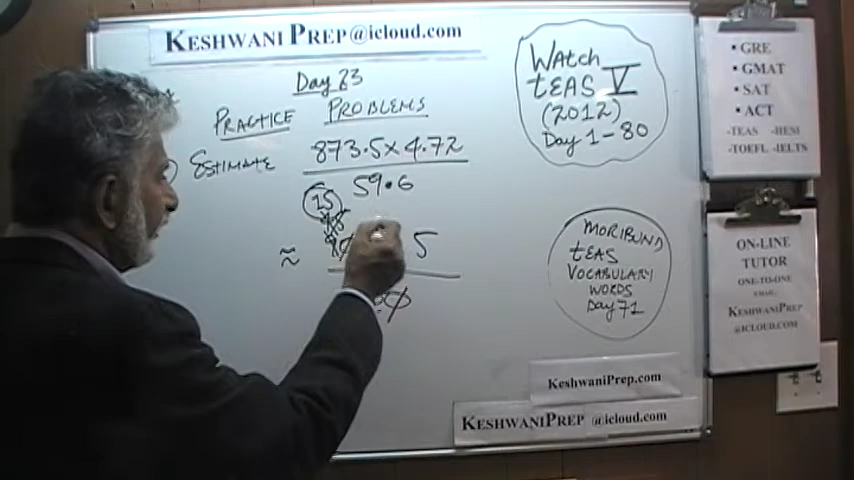 KESHWANI PREP@icloud.com
Day 83
PRACTICE PROBLEMS
ESTIMATE 873.5 x 4.72
59.6
15
≈ 5
WATCH
TEAS V
(2012)
Day 1-80
MORIBUND
TEAS
VOCABULARY
WORDS
Day 71
▪ GRE
▪ GMAT
▪ SAT
▪ ACT
-TEAS -HESI
-TOEFL -IELTS
ON-LINE
TUTOR
ONE-TO-ONE
EMAIL
KESHWANIPREP
@ICLOUD.COM
KESHWANIPREP.com
KESHWANIPREP @icloud.com